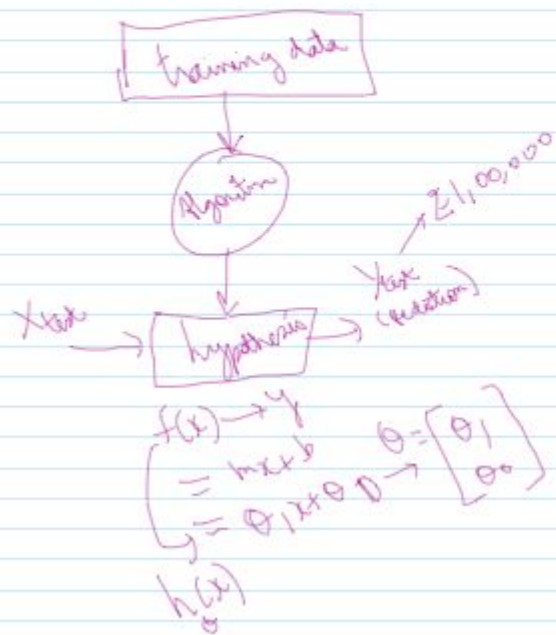 training data
Algorithm
₹1,00,000
Xtest
hypothesis
Ytest
(prediction)
f(x) → y
= mx + b
= θ₁x + θ₀ → θ = [θ₁
θ₀]
hθ(x)